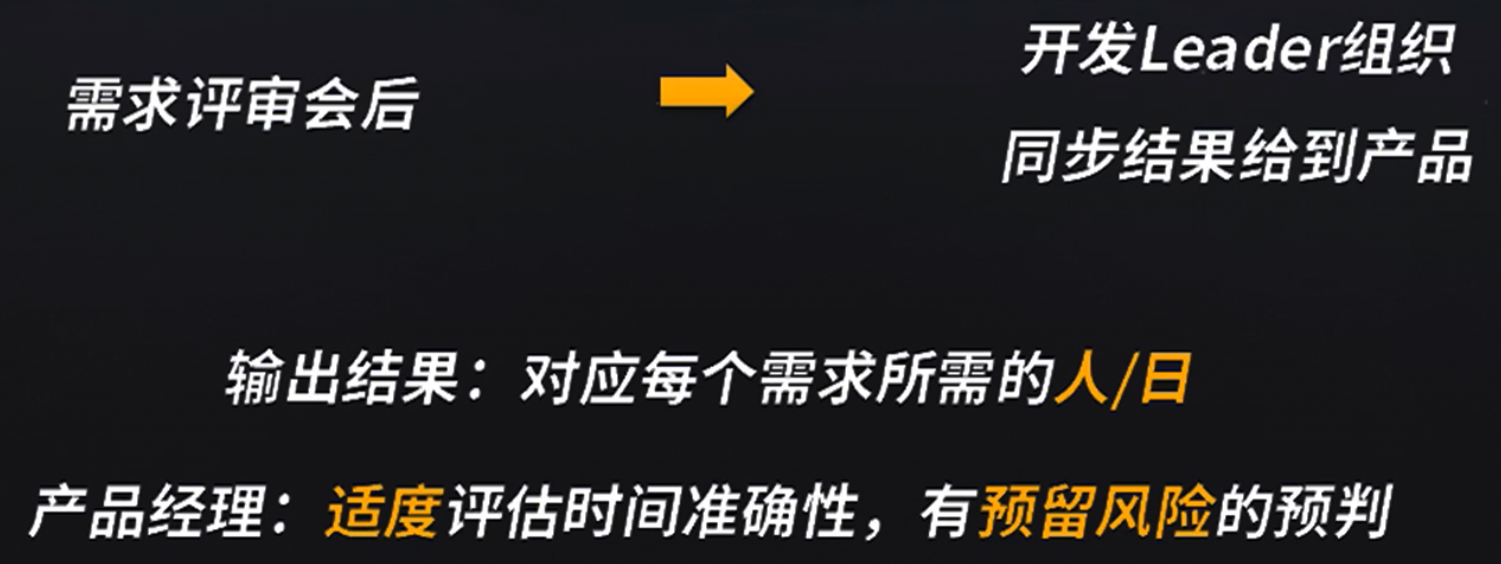 需求评审会后
开发Leader组织
同步结果给到产品
输出结果：对应每个需求所需的人/日
产品经理：适度评估时间准确性，有预留风险的预判